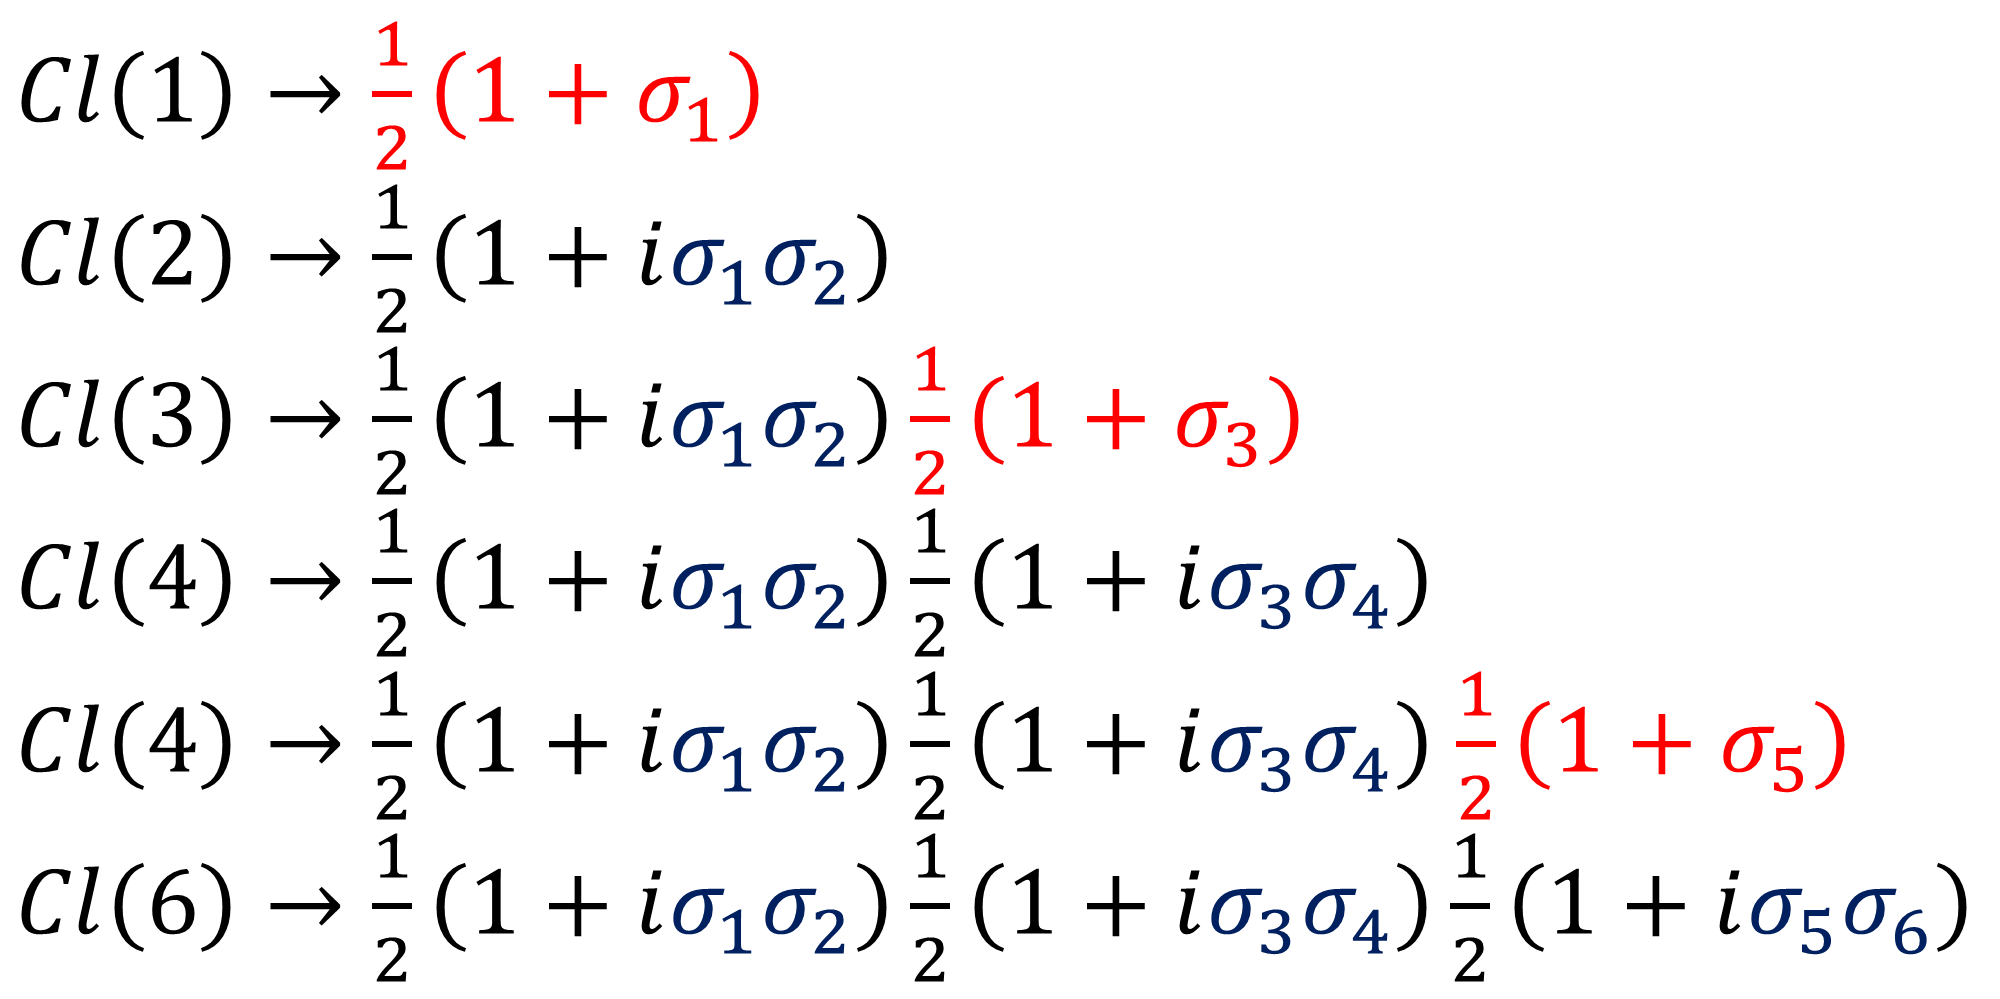 Cl(1) → 1/2 (1 + σ₁)
Cl(2) → 1/2 (1 + iσ₁σ₂)
Cl(3) → 1/2 (1 + iσ₁σ₂) 1/2 (1 + σ₃)
Cl(4) → 1/2 (1 + iσ₁σ₂) 1/2 (1 + iσ₃σ₄)
Cl(4) → 1/2 (1 + iσ₁σ₂) 1/2 (1 + iσ₃σ₄) 1/2 (1 + σ₅)
Cl(6) → 1/2 (1 + iσ₁σ₂) 1/2 (1 + iσ₃σ₄) 1/2 (1 + iσ₅σ₆)